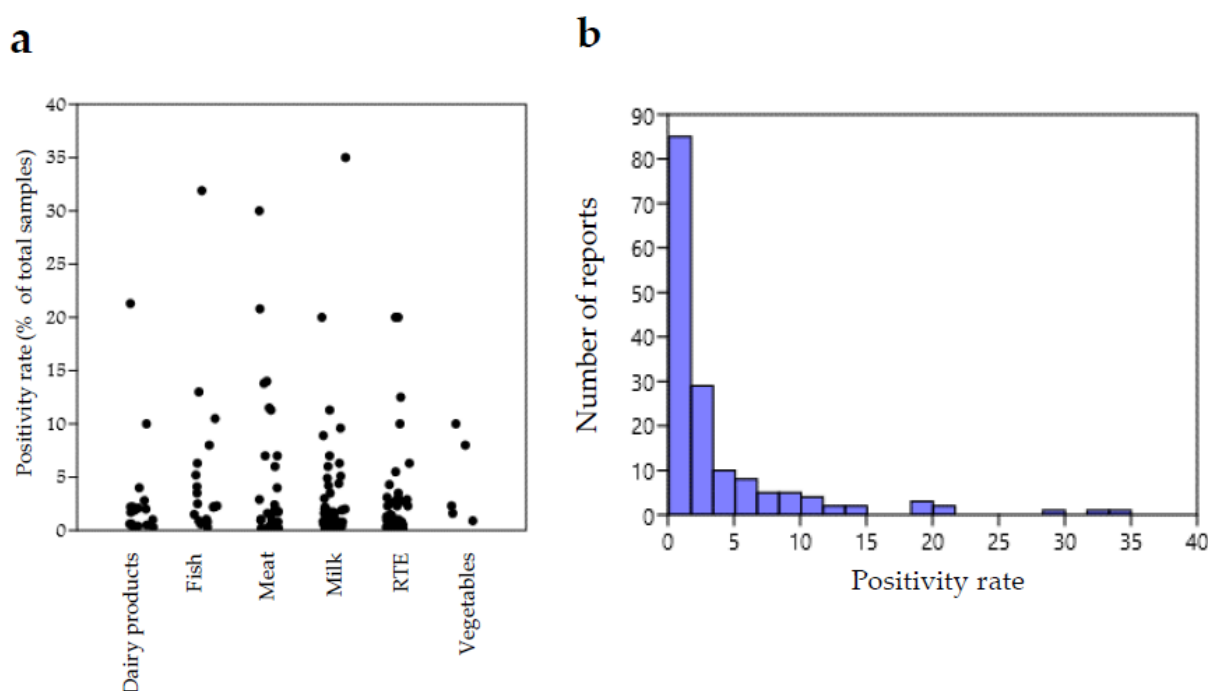 a
40
35
30
25
20
15
10
5
0
Positivity rate (% of total samples)
Dairy products
Fish
Meat
Milk
RTE
Vegetables
b
90
80
70
60
50
40
30
20
10
0
Number of reports
0 5 10 15 20 25 30 35 40
Positivity rate